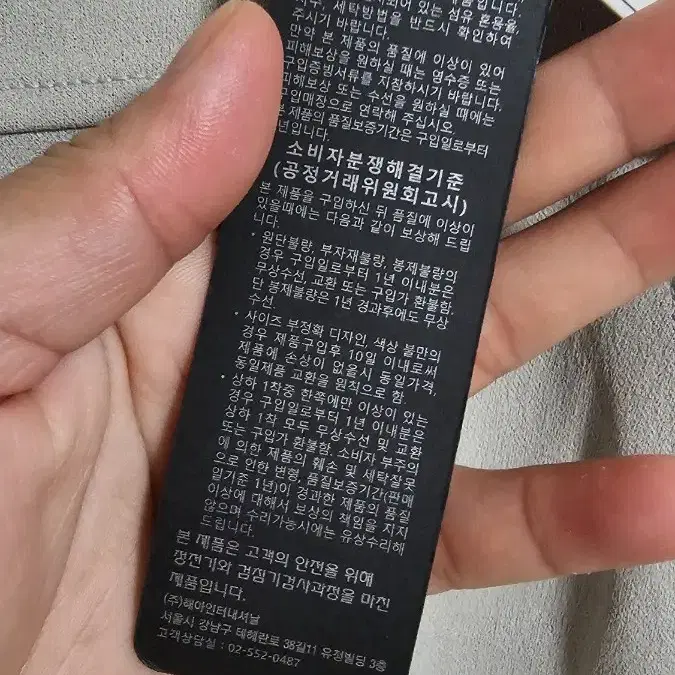 되어 있는 섬유 혼용율,
세탁방법을 반드시 확인하여
주시기 바랍니다.
만약 본 제품의 품질에 이상이 있어
피해보상을 원하실 때는 영수증 또는
구입증빙서류를 지참하시기 바랍니다.
피해보상 또는 수선을 원하실 때에는
구입매장으로 연락해 주십시오.
본 제품의 품질보증기간은 구입일로부터
년입니다.
소비자분쟁해결기준
(공정거래위원회고시)
본 제품을 구입하신 뒤 품질에 이상이
있을때에는 다음과 같이 보상해 드립
니다.
• 원단불량, 부자재불량, 봉제불량의
경우 구입일로부터 1년 이내분은
무상수선, 교환 또는 구입가 환불함.
단 봉제불량은 1년 경과후에도 무상
수선
• 사이즈 부정확 디자인, 색상 불만의
경우 제품구입후 10일 이내로써
제품에 손상이 없을시 동일가격,
동일제품 교환을 원칙으로 함.
• 상하 1착중 한쪽에만 이상이 있는
경우 구입일로부터 1년 이내분은
상하 1착 모두 무상수선 및 교환
또는 구입가 환불함. 소비자 부주의
에 의한 제품의 훼손 및 세탁잘못
으로 인한 변형, 품질보증기간(판매
일기준 1년)이 경과한 제품의 품질
이상에 대해서 보상의 책임을 지지
않으며 수리가능시에는 유상수리해
드립니다.
본 제품은 고객의 안전을 위해
정전기와 검침기검사과정을 마친
제품입니다.
(주)해아인터내셔날
서울시 강남구 테헤란로 38길11 유정빌딩 3층
고객상담실 : 02-552-0487